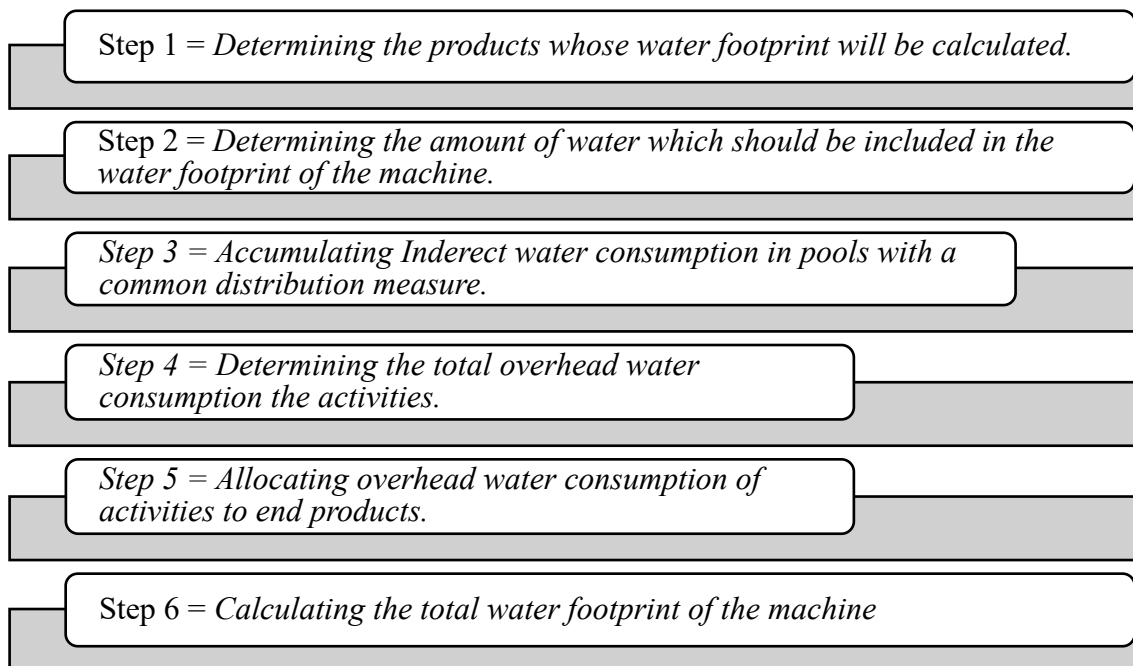 Step 1 = Determining the products whose water footprint will be calculated.
Step 2 = Determining the amount of water which should be included in the
water footprint of the machine.
Step 3 = Accumulating Inderect water consumption in pools with a
common distribution measure.
Step 4 = Determining the total overhead water
consumption the activities.
Step 5 = Allocating overhead water consumption of
activities to end products.
Step 6 = Calculating the total water footprint of the machine